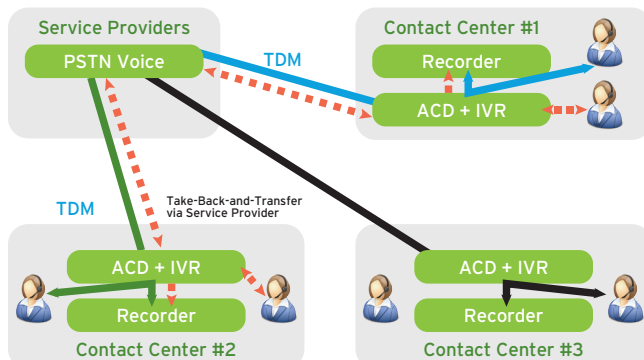 Service Providers
PSTN Voice
TDM
Contact Center #1
Recorder
ACD + IVR
Take-Back-and-Transfer
via Service Provider
TDM
ACD + IVR
Recorder
Contact Center #2
ACD + IVR
Recorder
Contact Center #3